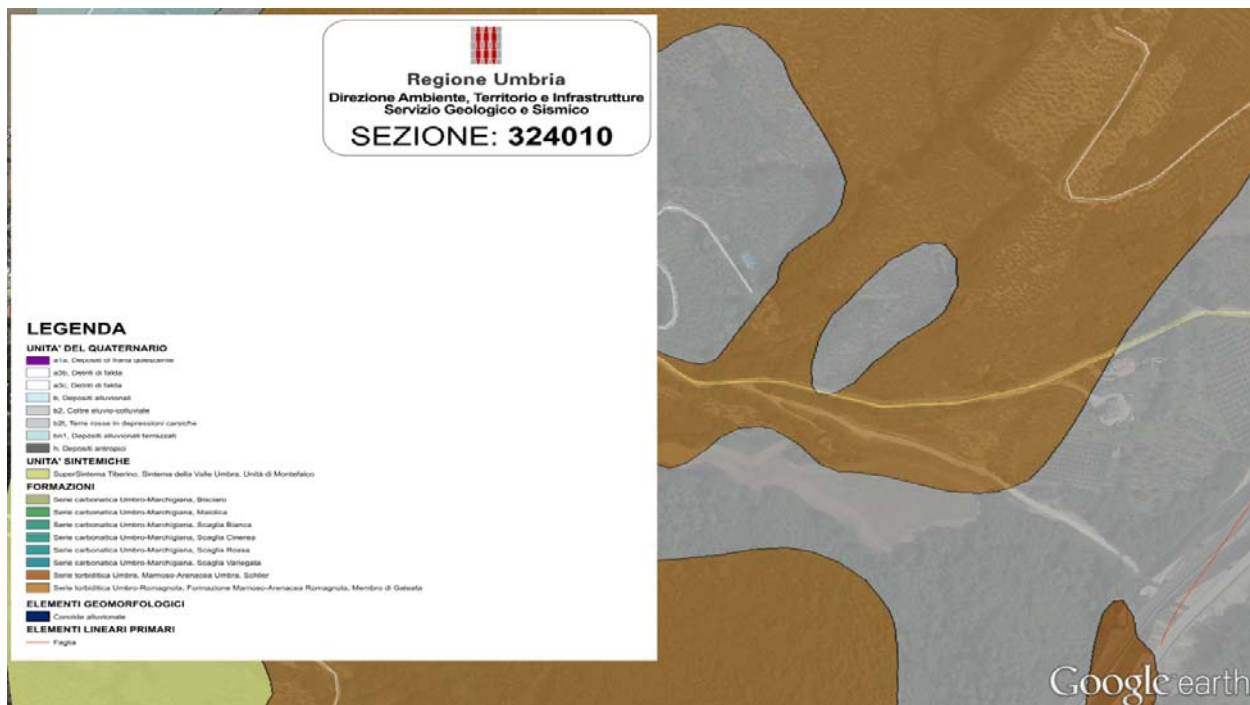 Regione Umbria
Direzione Ambiente, Territorio e Infrastrutture
Servizio Geologico e Sismico
SEZIONE: 324010
LEGENDA
UNITA' DEL QUATERNARIO
a1a, Depositi di frana quiescente
a3b, Detriti di falda
a3c, Detriti di falda
b, Depositi alluvionali
b2, Coltre eluvio-colluviale
b2t, Terre rosse in depressioni carsiche
bn1, Depositi alluvionali terrazzati
h, Depositi antropici
UNITA' SINTEMICHE
SuperSintema Tiberino, Sintema della Valle Umbra, Unità di Montefalco
FORMAZIONI
Serie carbonatica Umbro-Marchigiana, Bisciaro
Serie carbonatica Umbro-Marchigiana, Maiolica
Serie carbonatica Umbro-Marchigiana, Scaglia Bianca
Serie carbonatica Umbro-Marchigiana, Scaglia Cinerea
Serie carbonatica Umbro-Marchigiana, Scaglia Rossa
Serie carbonatica Umbro-Marchigiana, Scaglia Variegata
Serie torbiditica Umbra, Marnoso-Arenacea Umbra, Schlier
Serie torbiditica Umbro-Romagnola, Formazione Marnoso-Arenacea Romagnola, Membro di Galeata
ELEMENTI GEOMORFOLOGICI
Conoide alluvionale
ELEMENTI LINEARI PRIMARI
Faglia
Google earth